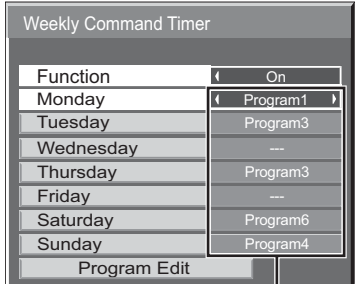 Weekly Command Timer
Function On
Monday Program1
Tuesday Program3
Wednesday ---
Thursday Program3
Friday ---
Saturday Program6
Sunday Program4
Program Edit